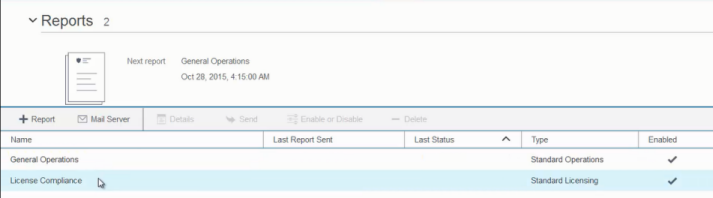 Reports 2
Next report General Operations
Oct 28, 2015, 4:15:00 AM
Report Mail Server Details Send Enable or Disable Delete
Name Last Report Sent Last Status Type Enabled
General Operations Standard Operations
License Compliance Standard Licensing